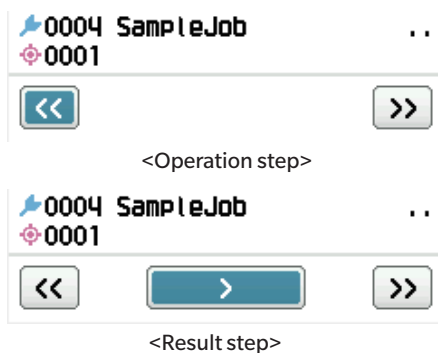 0004 SampleJob ..
0001
<< >>
<Operation step>
0004 SampleJob ..
0001
<< > >>
<Result step>